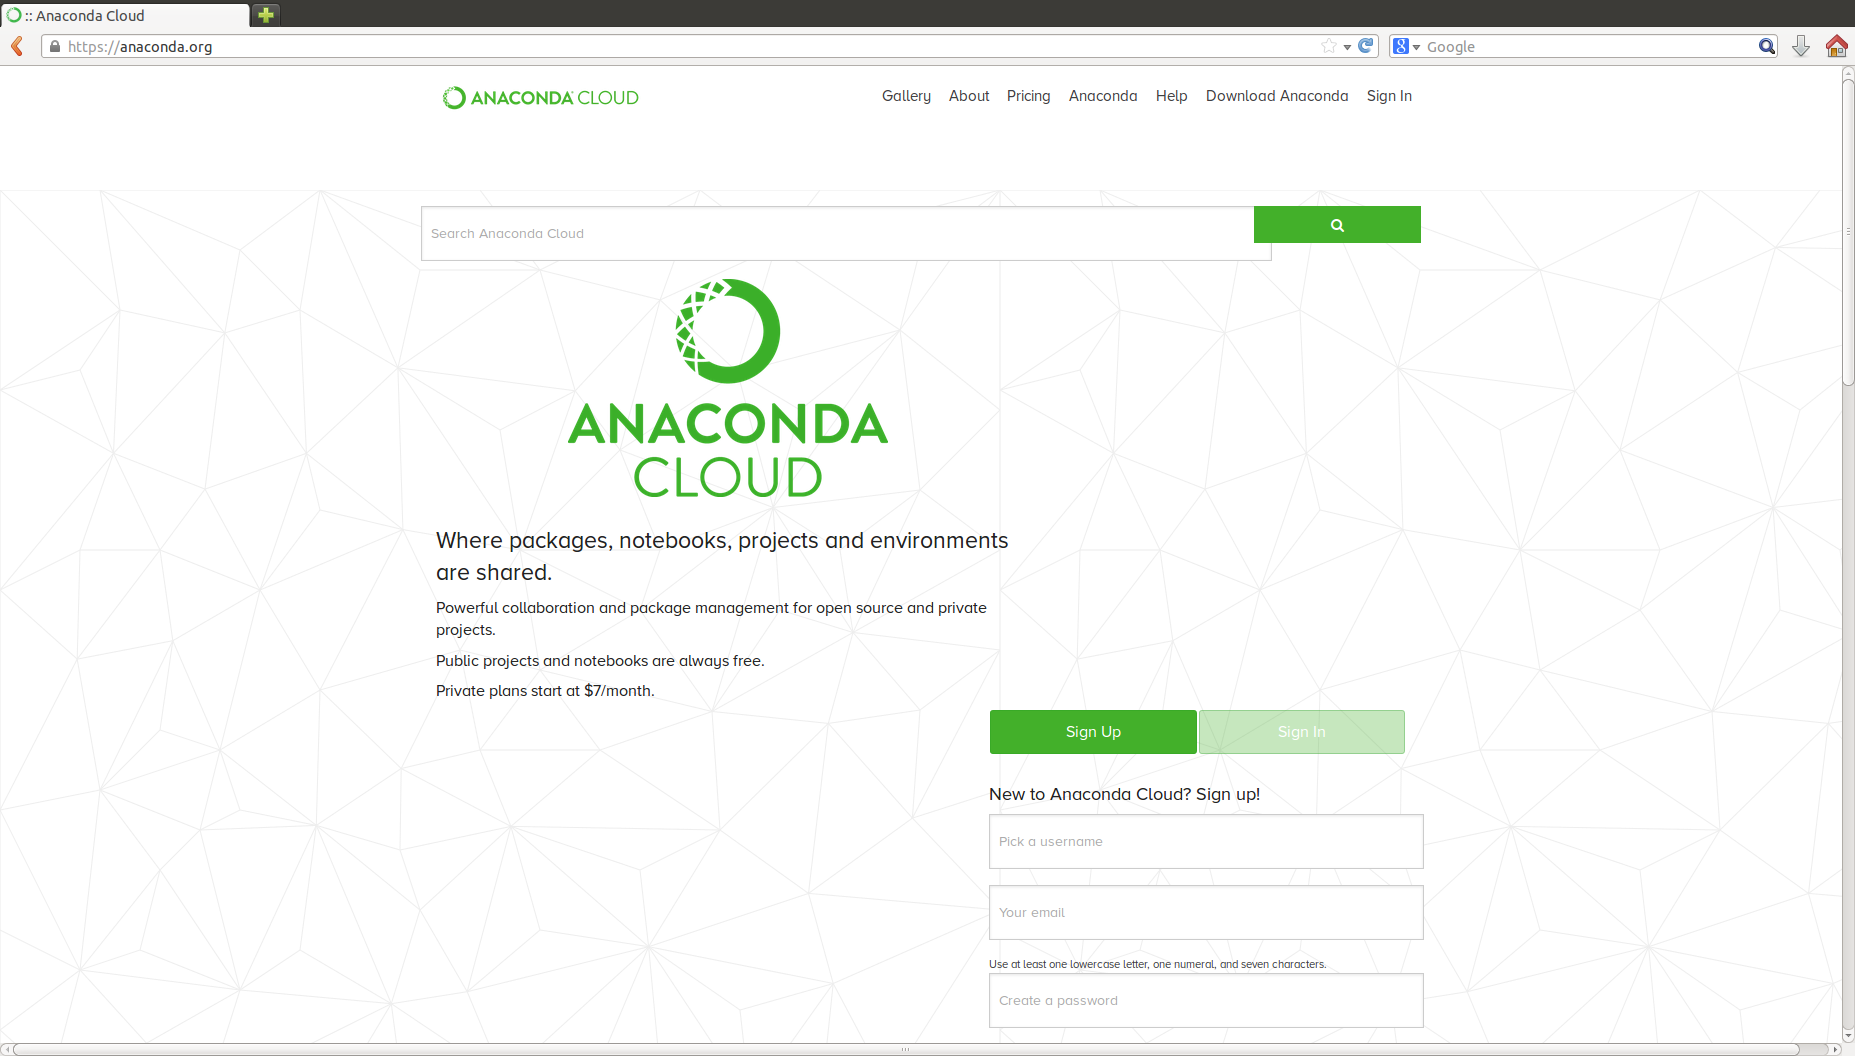 :: Anaconda Cloud
https://anaconda.org
Google
ANACONDA CLOUD
Gallery About Pricing Anaconda Help Download Anaconda Sign In
Search Anaconda Cloud
ANACONDA
CLOUD
Where packages, notebooks, projects and environments
are shared.
Powerful collaboration and package management for open source and private
projects.
Public projects and notebooks are always free.
Private plans start at $7/month.
Sign Up Sign In
New to Anaconda Cloud? Sign up!
Pick a username
Your email
Use at least one lowercase letter, one numeral, and seven characters.
Create a password